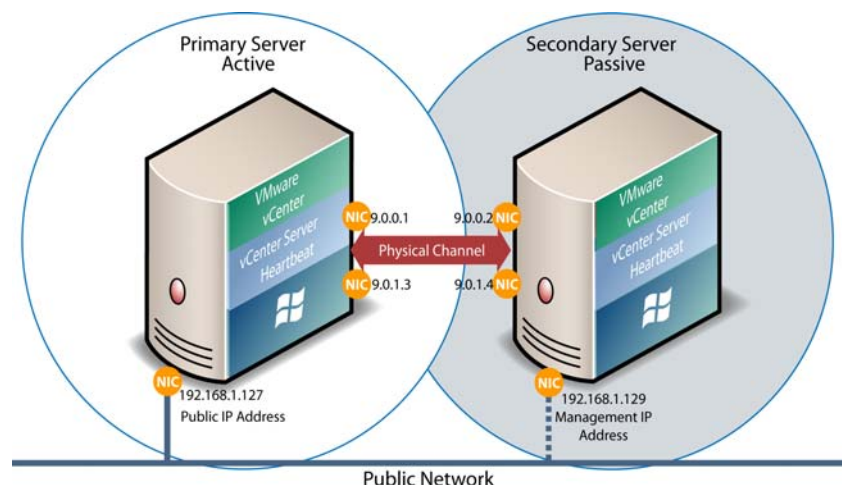 Primary Server
Active
Secondary Server
Passive
VMware
vCenter
vCenter Server
Heartbeat
VMware
vCenter
vCenter Server
Heartbeat
NIC 9.0.0.1
9.0.0.2 NIC
Physical Channel
NIC 9.0.1.3
9.0.1.4 NIC
NIC
192.168.1.127
Public IP Address
NIC
192.168.1.129
Management IP
Address
Public Network